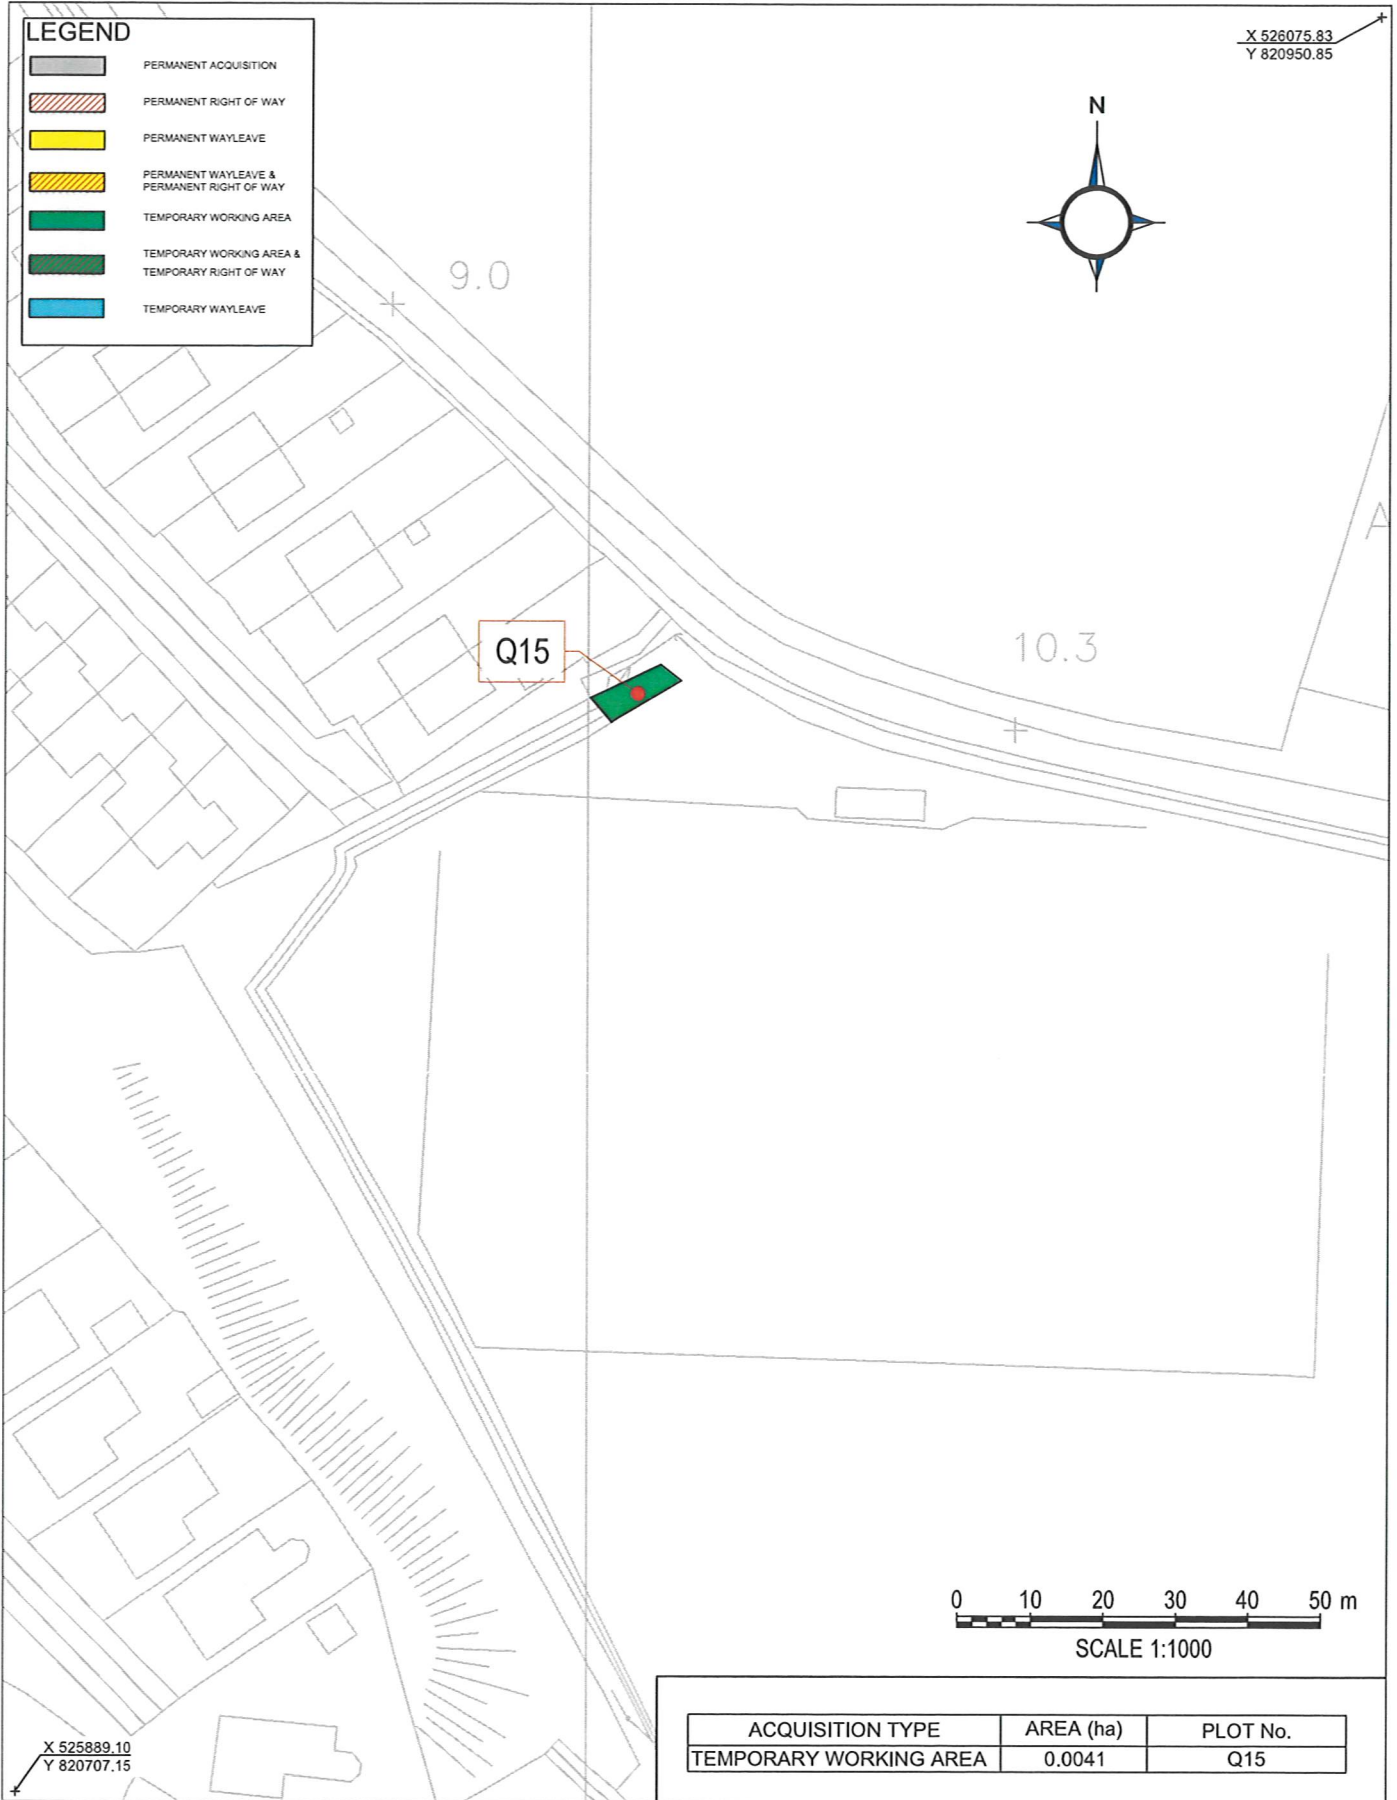 LEGEND
PERMANENT ACQUISITION
PERMANENT RIGHT OF WAY
PERMANENT WAYLEAVE
PERMANENT WAYLEAVE &
PERMANENT RIGHT OF WAY
TEMPORARY WORKING AREA
TEMPORARY WORKING AREA &
TEMPORARY RIGHT OF WAY
TEMPORARY WAYLEAVE
X 526075.83
Y 820950.85
N
9.0
A
Q15
10.3
0 10 20 30 40 50 m
SCALE 1:1000
ACQUISITION TYPE AREA (ha) PLOT No.
TEMPORARY WORKING AREA 0.0041 Q15
X 525889.10
Y 820707.15